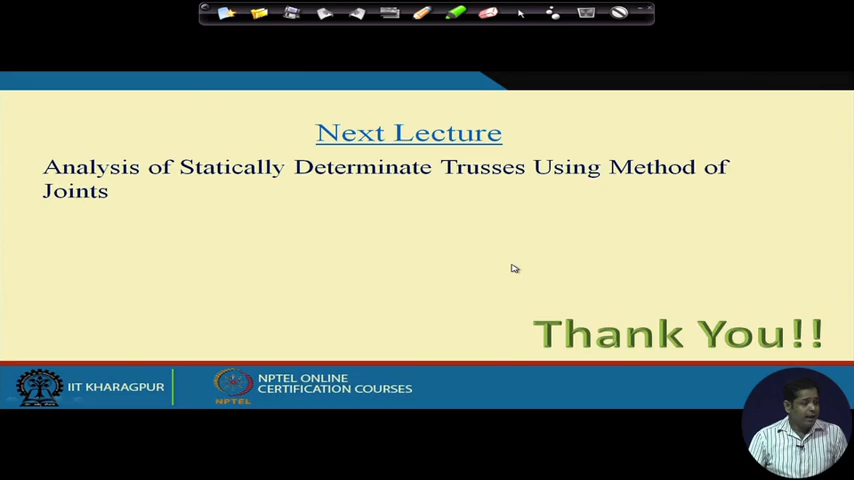 Next Lecture
Analysis of Statically Determinate Trusses Using Method of
Joints
Thank You!!
IIT KHARAGPUR
NPTEL ONLINE
CERTIFICATION COURSES
NPTEL